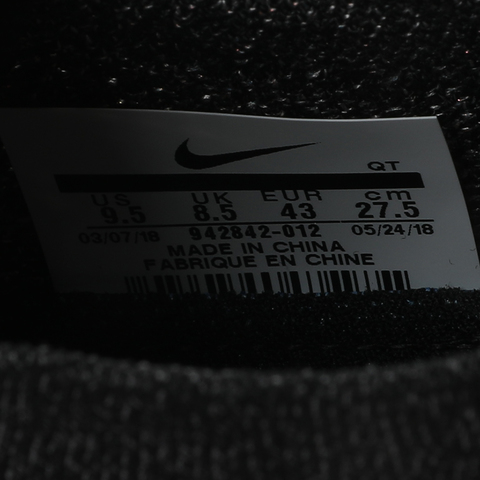 QT
US UK EUR cm
9.5 8.5 43 27.5
03/07/18 942842-012 05/24/18
MADE IN CHINA
FABRIQUE EN CHINE